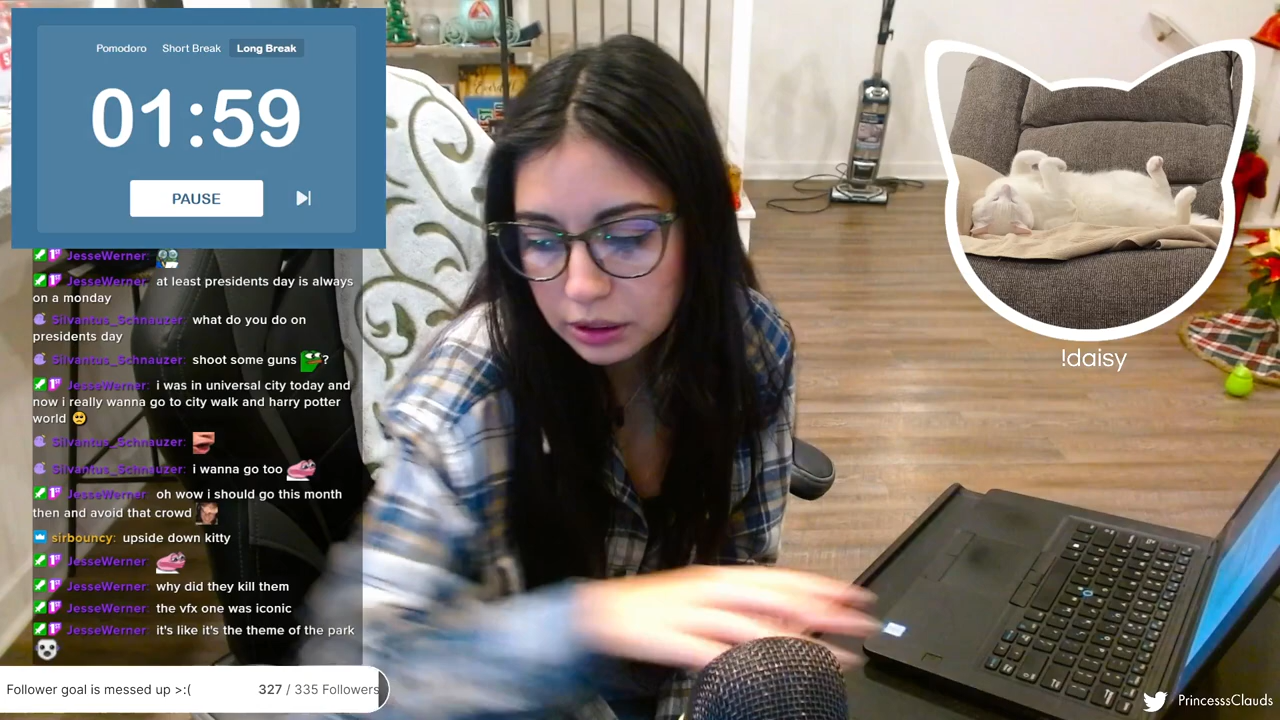 Pomodoro Short Break Long Break
01:59
PAUSE
JesseWerner:
JesseWerner: at least presidents day is always
on a monday
Silvantus_Schnauzer: what do you do on
presidents day
Silvantus_Schnauzer: shoot some guns ?
JesseWerner: i was in universal city today and
now i really wanna go to city walk and harry potter
world
Silvantus_Schnauzer:
Silvantus_Schnauzer: i wanna go too
JesseWerner: oh wow i should go this month
then and avoid that crowd
sirbouncy: upside down kitty
JesseWerner:
JesseWerner: why did they kill them
JesseWerner: the vfx one was iconic
JesseWerner: it's like it's the theme of the park
Follower goal is messed up >:( 327 / 335 Followers
!daisy
PrincesssClauds